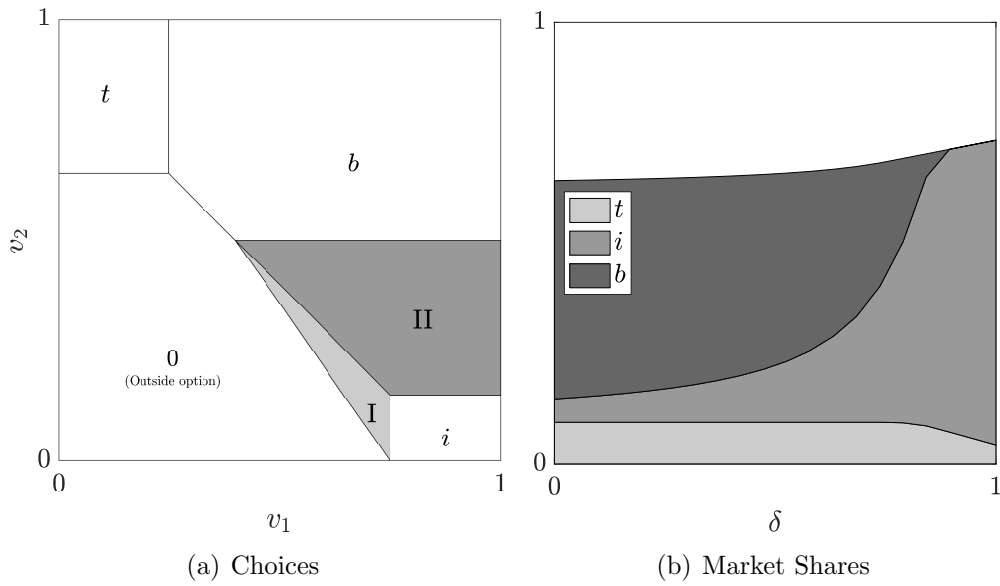 1
t
b
v2
II
0
(Outside option)
I
i
0
0
1
v1
(a) Choices
1
t
i
b
0
0
1
δ
(b) Market Shares